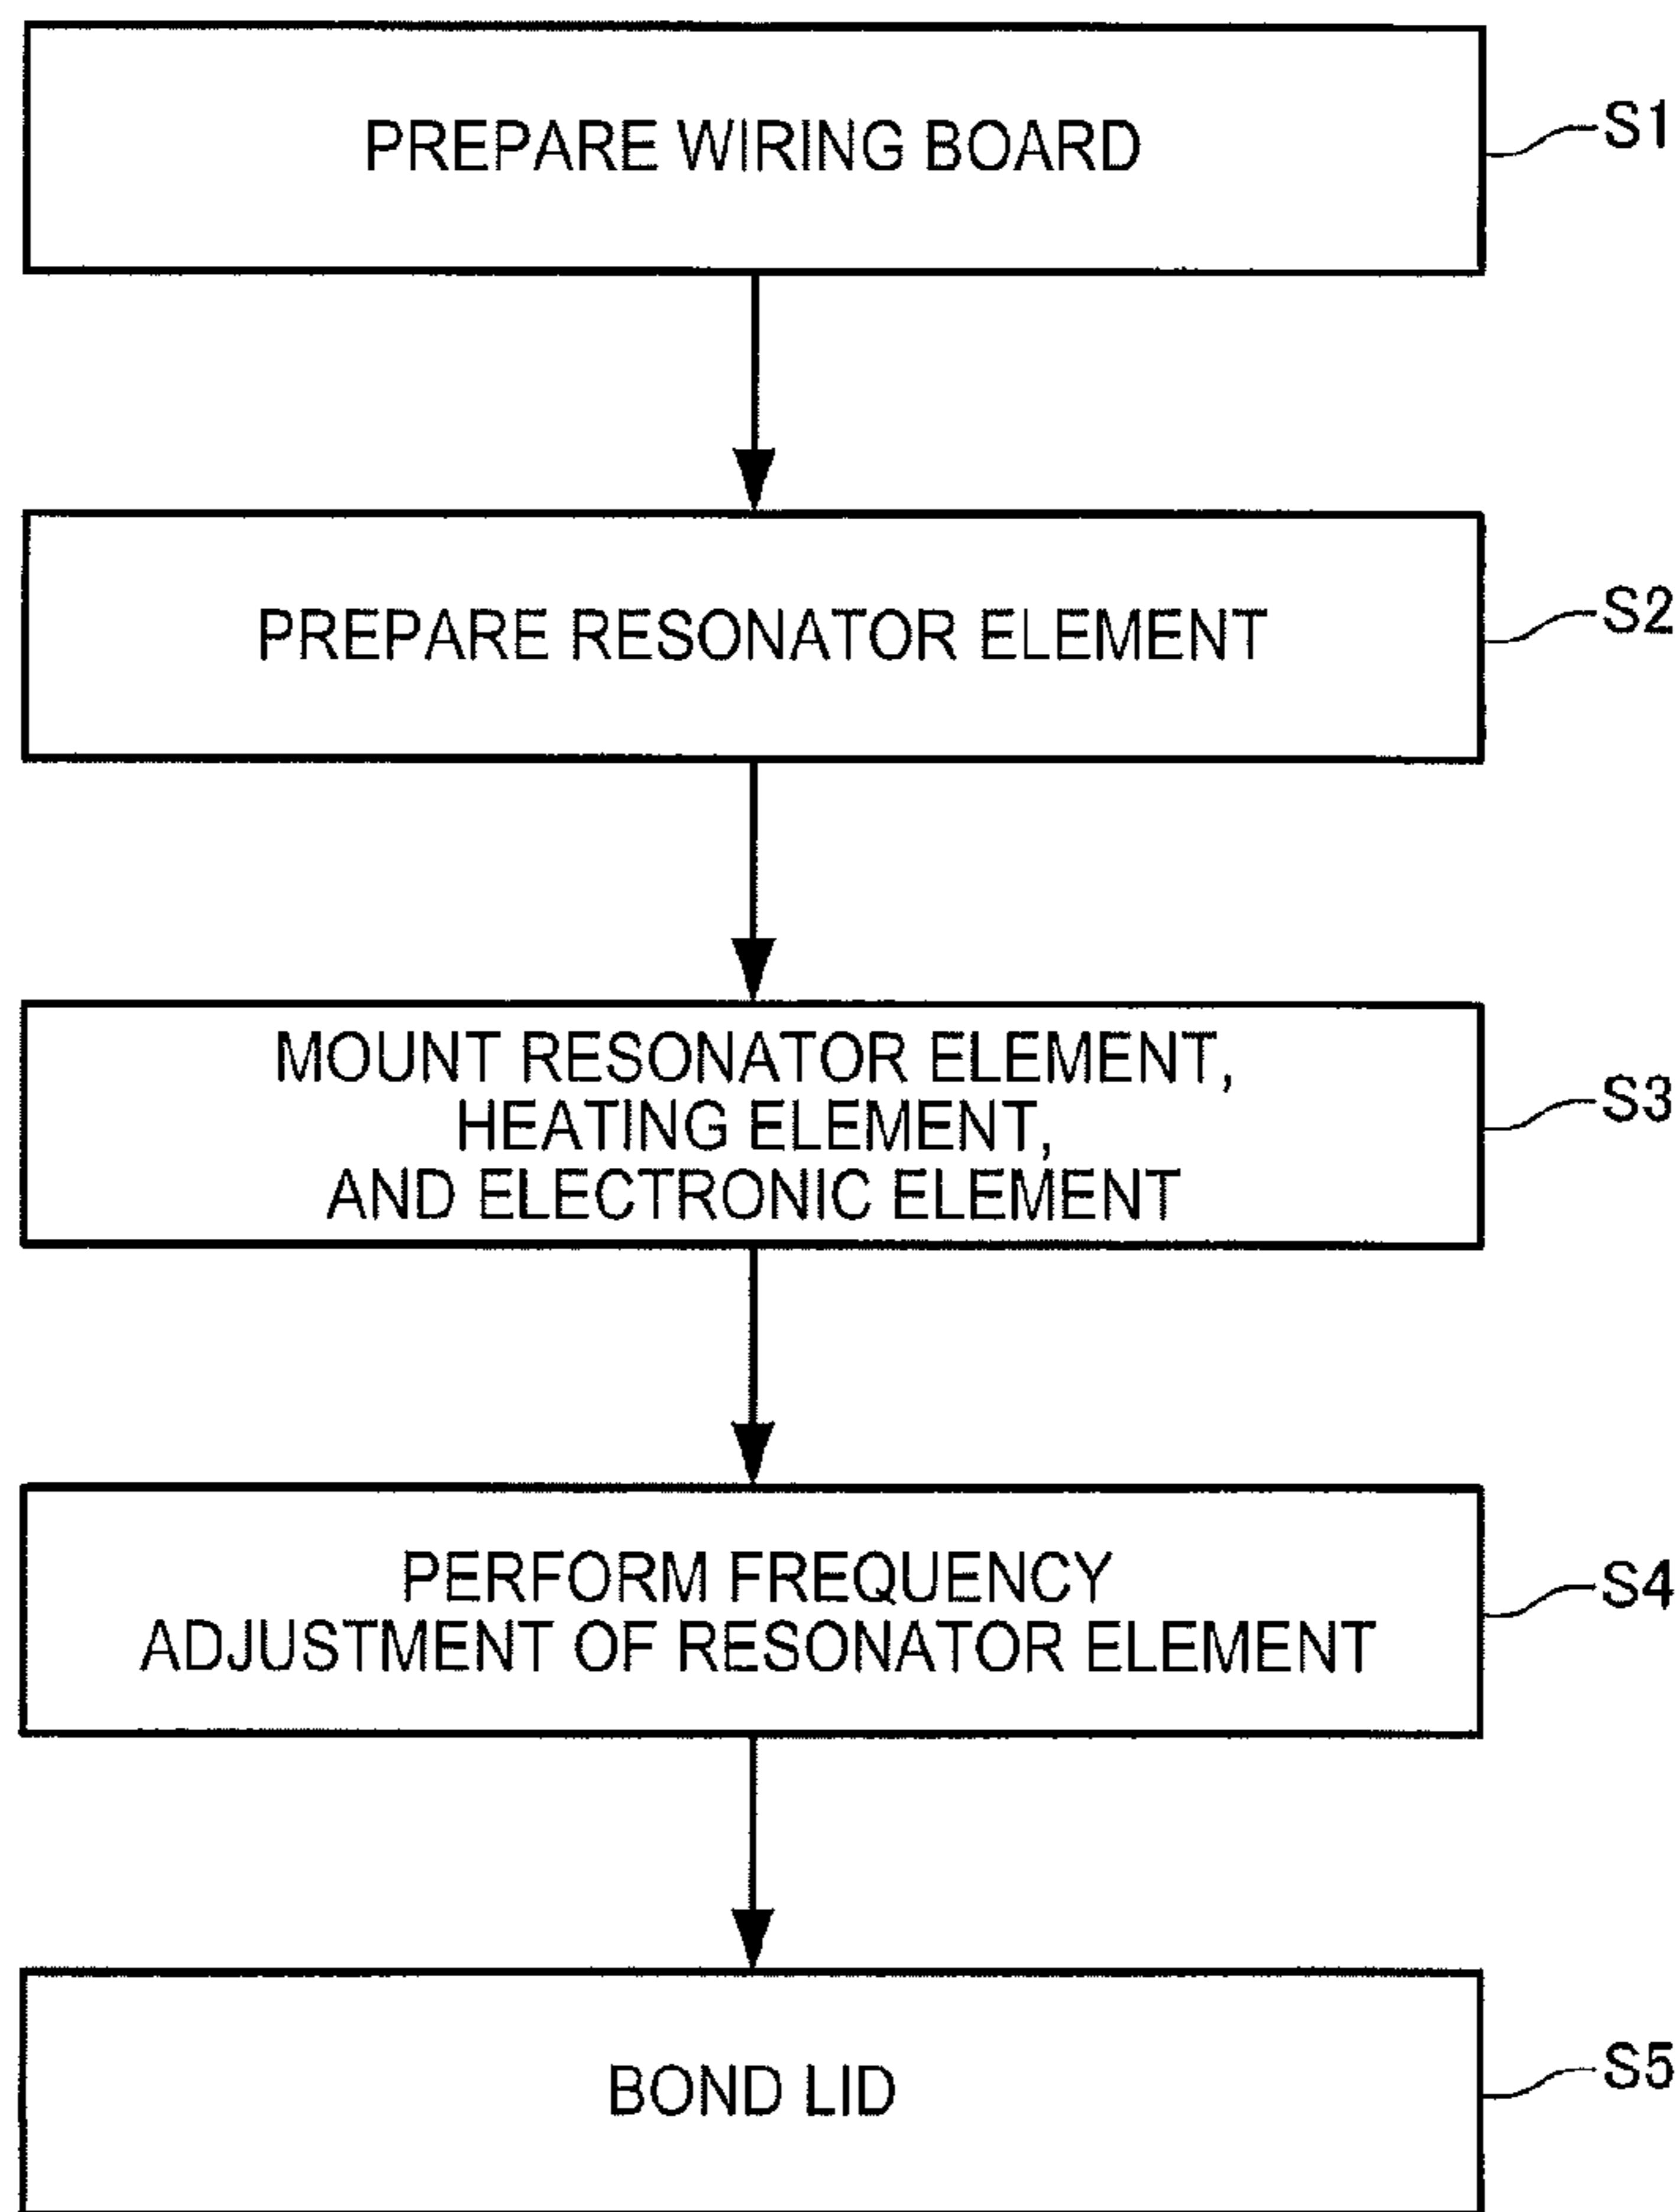 PREPARE WIRING BOARD
S1
PREPARE RESONATOR ELEMENT
S2
MOUNT RESONATOR ELEMENT,
HEATING ELEMENT,
AND ELECTRONIC ELEMENT
S3
PERFORM FREQUENCY
ADJUSTMENT OF RESONATOR ELEMENT
S4
BOND LID
S5